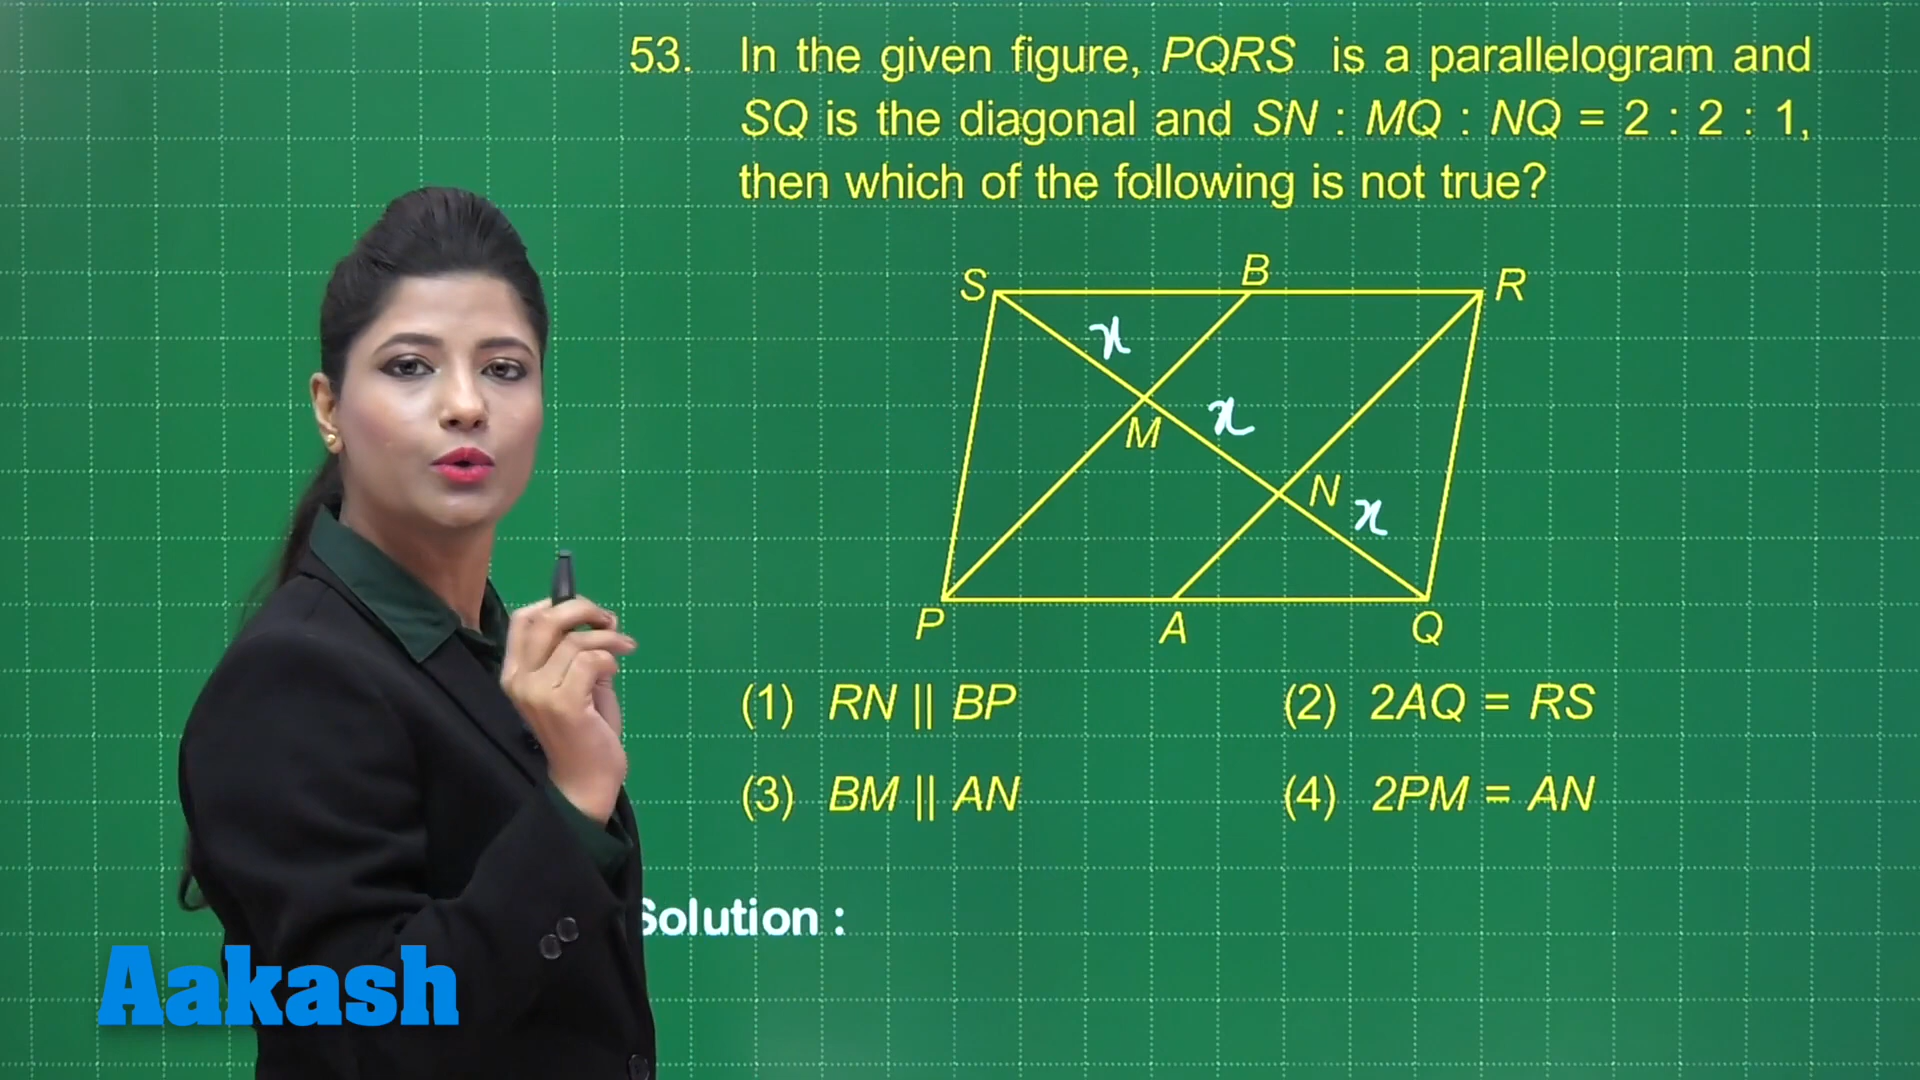 53. In the given figure, PQRS is a parallelogram and
SQ is the diagonal and SN : MQ : NQ = 2 : 2 : 1,
then which of the following is not true?
S B R
x
x
M
N x
P A Q
(1) RN || BP (2) 2AQ = RS
(3) BM || AN (4) 2PM = AN
Solution :
Aakash